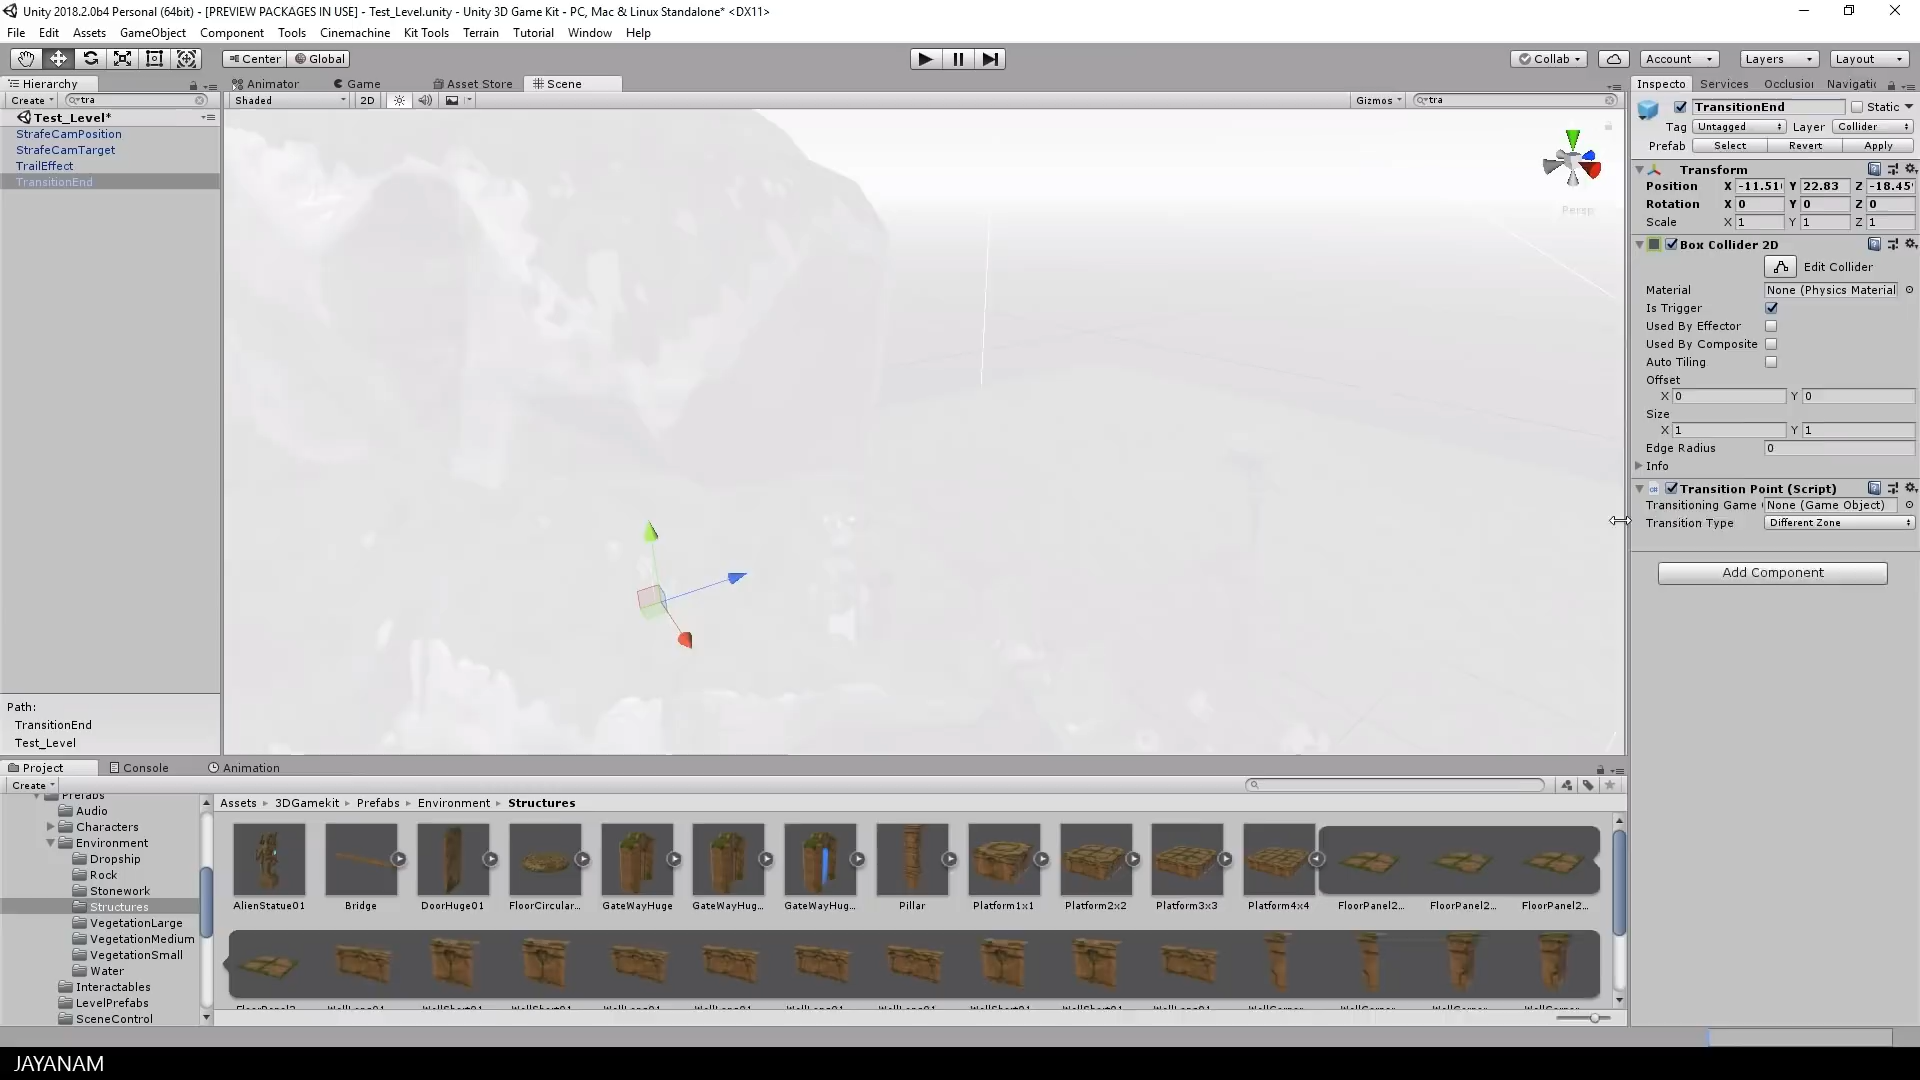 Unity 2018.2.0b4 Personal (64bit) - [PREVIEW PACKAGES IN USE] - Test_Level.unity - Unity 3D Game Kit - PC, Mac & Linux Standalone* <DX11>
File Edit Assets GameObject Component Tools Cinemachine Kit Tools Terrain Tutorial Window Help
Center Global Collab Account Layers Layout
Hierarchy Animator Game Asset Store Scene Inspecto Services Occlusion Navigatic
Create tra Shaded 2D Gizmos tra TransitionEnd Static
Test_Level*
Tag Untagged Layer Collider
StrafeCamPosition
Prefab Select Revert Apply
StrafeCamTarget
TrailEffect
Transform
TransitionEnd
Position X -11.51 Y 22.83 Z -18.45
Rotation X 0 Y 0 Z 0
Persp
Scale X 1 Y 1 Z 1
Box Collider 2D
Edit Collider
Material None (Physics Material
Is Trigger
Used By Effector
Used By Composite
Auto Tiling
Offset
X 0 Y 0
Size
X 1 Y 1
Edge Radius 0
Info
Transition Point (Script)
Transitioning Game None (Game Object)
Transition Type Different Zone
Add Component
Path:
TransitionEnd
Test_Level
Project Console Animation
Create
Prefabs
Assets 3DGamekit Prefabs Environment Structures
Audio
Characters
Environment
Dropship
Rock
Stonework
Structures
VegetationLarge
VegetationMedium
VegetationSmall
Water
Interactables
LevelPrefabs
SceneControl
AlienStatue01 Bridge DoorHuge01 FloorCircular... GateWayHuge GateWayHug... GateWayHug... Pillar Platform1x1 Platform2x2 Platform3x3 Platform4x4 FloorPanel2... FloorPanel2... FloorPanel2...
JAYANAM